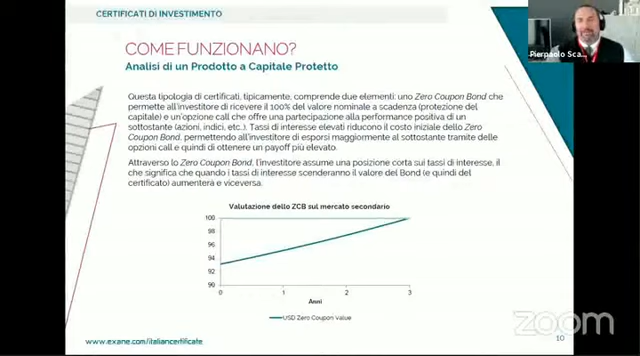 CERTIFICATI DI INVESTIMENTO
COME FUNZIONANO?
Analisi di un Prodotto a Capitale Protetto
Questa tipologia di certificati, tipicamente, comprende due elementi: uno Zero Coupon Bond che
permette all'investitore di ricevere il 100% del valore nominale a scadenza (protezione del
capitale) e un'opzione call che offre una partecipazione alla performance positiva di un
sottostante (azioni, indici, etc.). Tassi di interesse elevati riducono il costo iniziale dello Zero
Coupon Bond, permettendo all'investitore di esporsi maggiormente al sottostante tramite delle
opzioni call e quindi di ottenere un payoff più elevato.
Attraverso lo Zero Coupon Bond, l'investitore assume una posizione corta sui tassi di interesse, il
che significa che quando i tassi di interesse scenderanno il valore del Bond (e quindi del
certificato) aumenterà e viceversa.
Valutazione dello ZCB sul mercato secondario
100
98
96
94
92
90
0 1 2 3
Anni
USD Zero Coupon Value
www.exane.com/italiancertificate
10
Pierpaolo Sca...
zoom